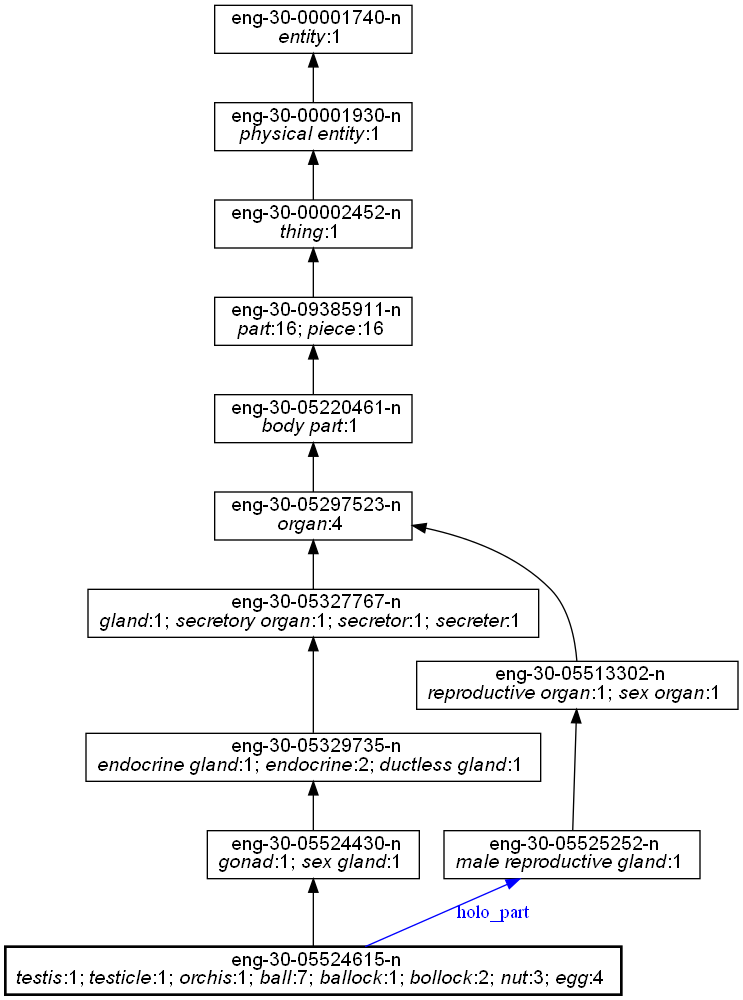 eng-30-00001740-n
entity:1
eng-30-00001930-n
physical entity:1
eng-30-00002452-n
thing:1
eng-30-09385911-n
part:16; piece:16
eng-30-05220461-n
body part:1
eng-30-05297523-n
organ:4
eng-30-05327767-n
gland:1; secretory organ:1; secretor:1; secreter:1
eng-30-05513302-n
reproductive organ:1; sex organ:1
eng-30-05329735-n
endocrine gland:1; endocrine:2; ductless gland:1
eng-30-05524430-n
gonad:1; sex gland:1
eng-30-05525252-n
male reproductive gland:1
holo_part
eng-30-05524615-n
testis:1; testicle:1; orchis:1; ball:7; ballock:1; bollock:2; nut:3; egg:4